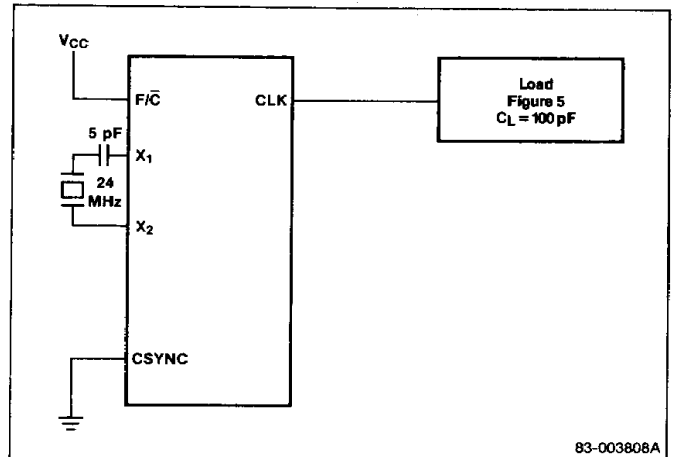 VCC
F/C̅
CLK
5 pF
X1
24
MHz
X2
CSYNC
Load
Figure 5
CL = 100 pF
83-003808A